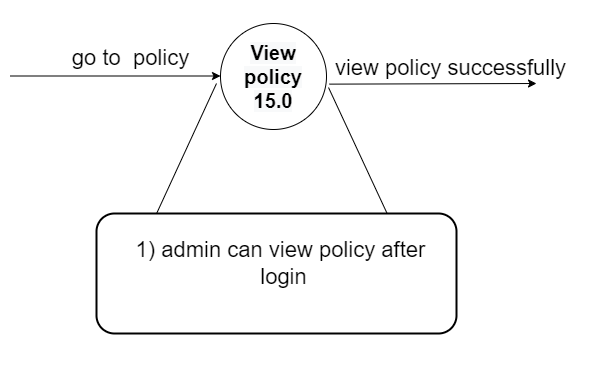 go to policy
View
policy
15.0
view policy successfully
1) admin can view policy after
login